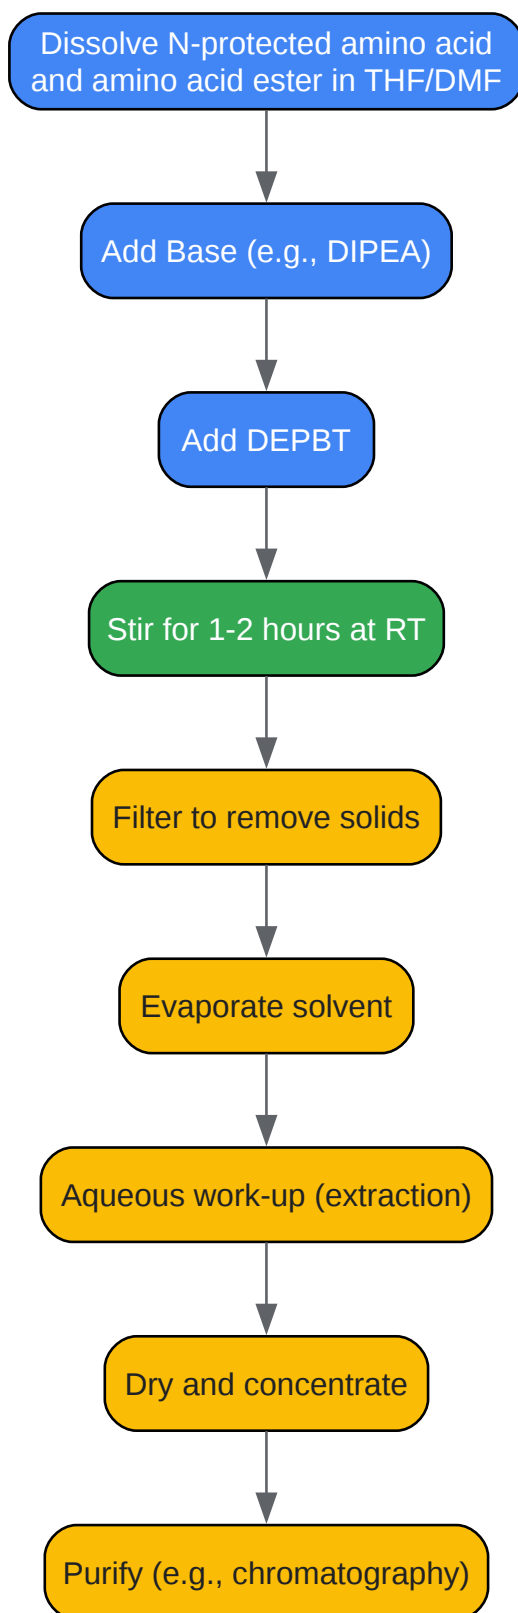 Dissolve N-protected amino acid
and amino acid ester in THF/DMF
Add Base (e.g., DIPEA)
Add DEPBT
Stir for 1-2 hours at RT
Filter to remove solids
Evaporate solvent
Aqueous work-up (extraction)
Dry and concentrate
Purify (e.g., chromatography)